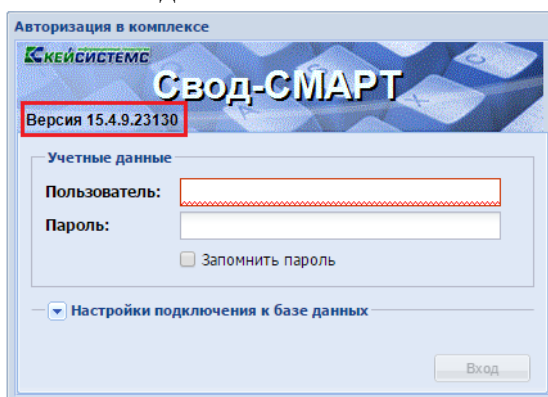 Авторизация в комплексе
Кейсистемс
Свод-СМАРТ
Версия 15.4.9.23130
Учетные данные
Пользователь:
Пароль:
Запомнить пароль
Настройки подключения к базе данных
Вход